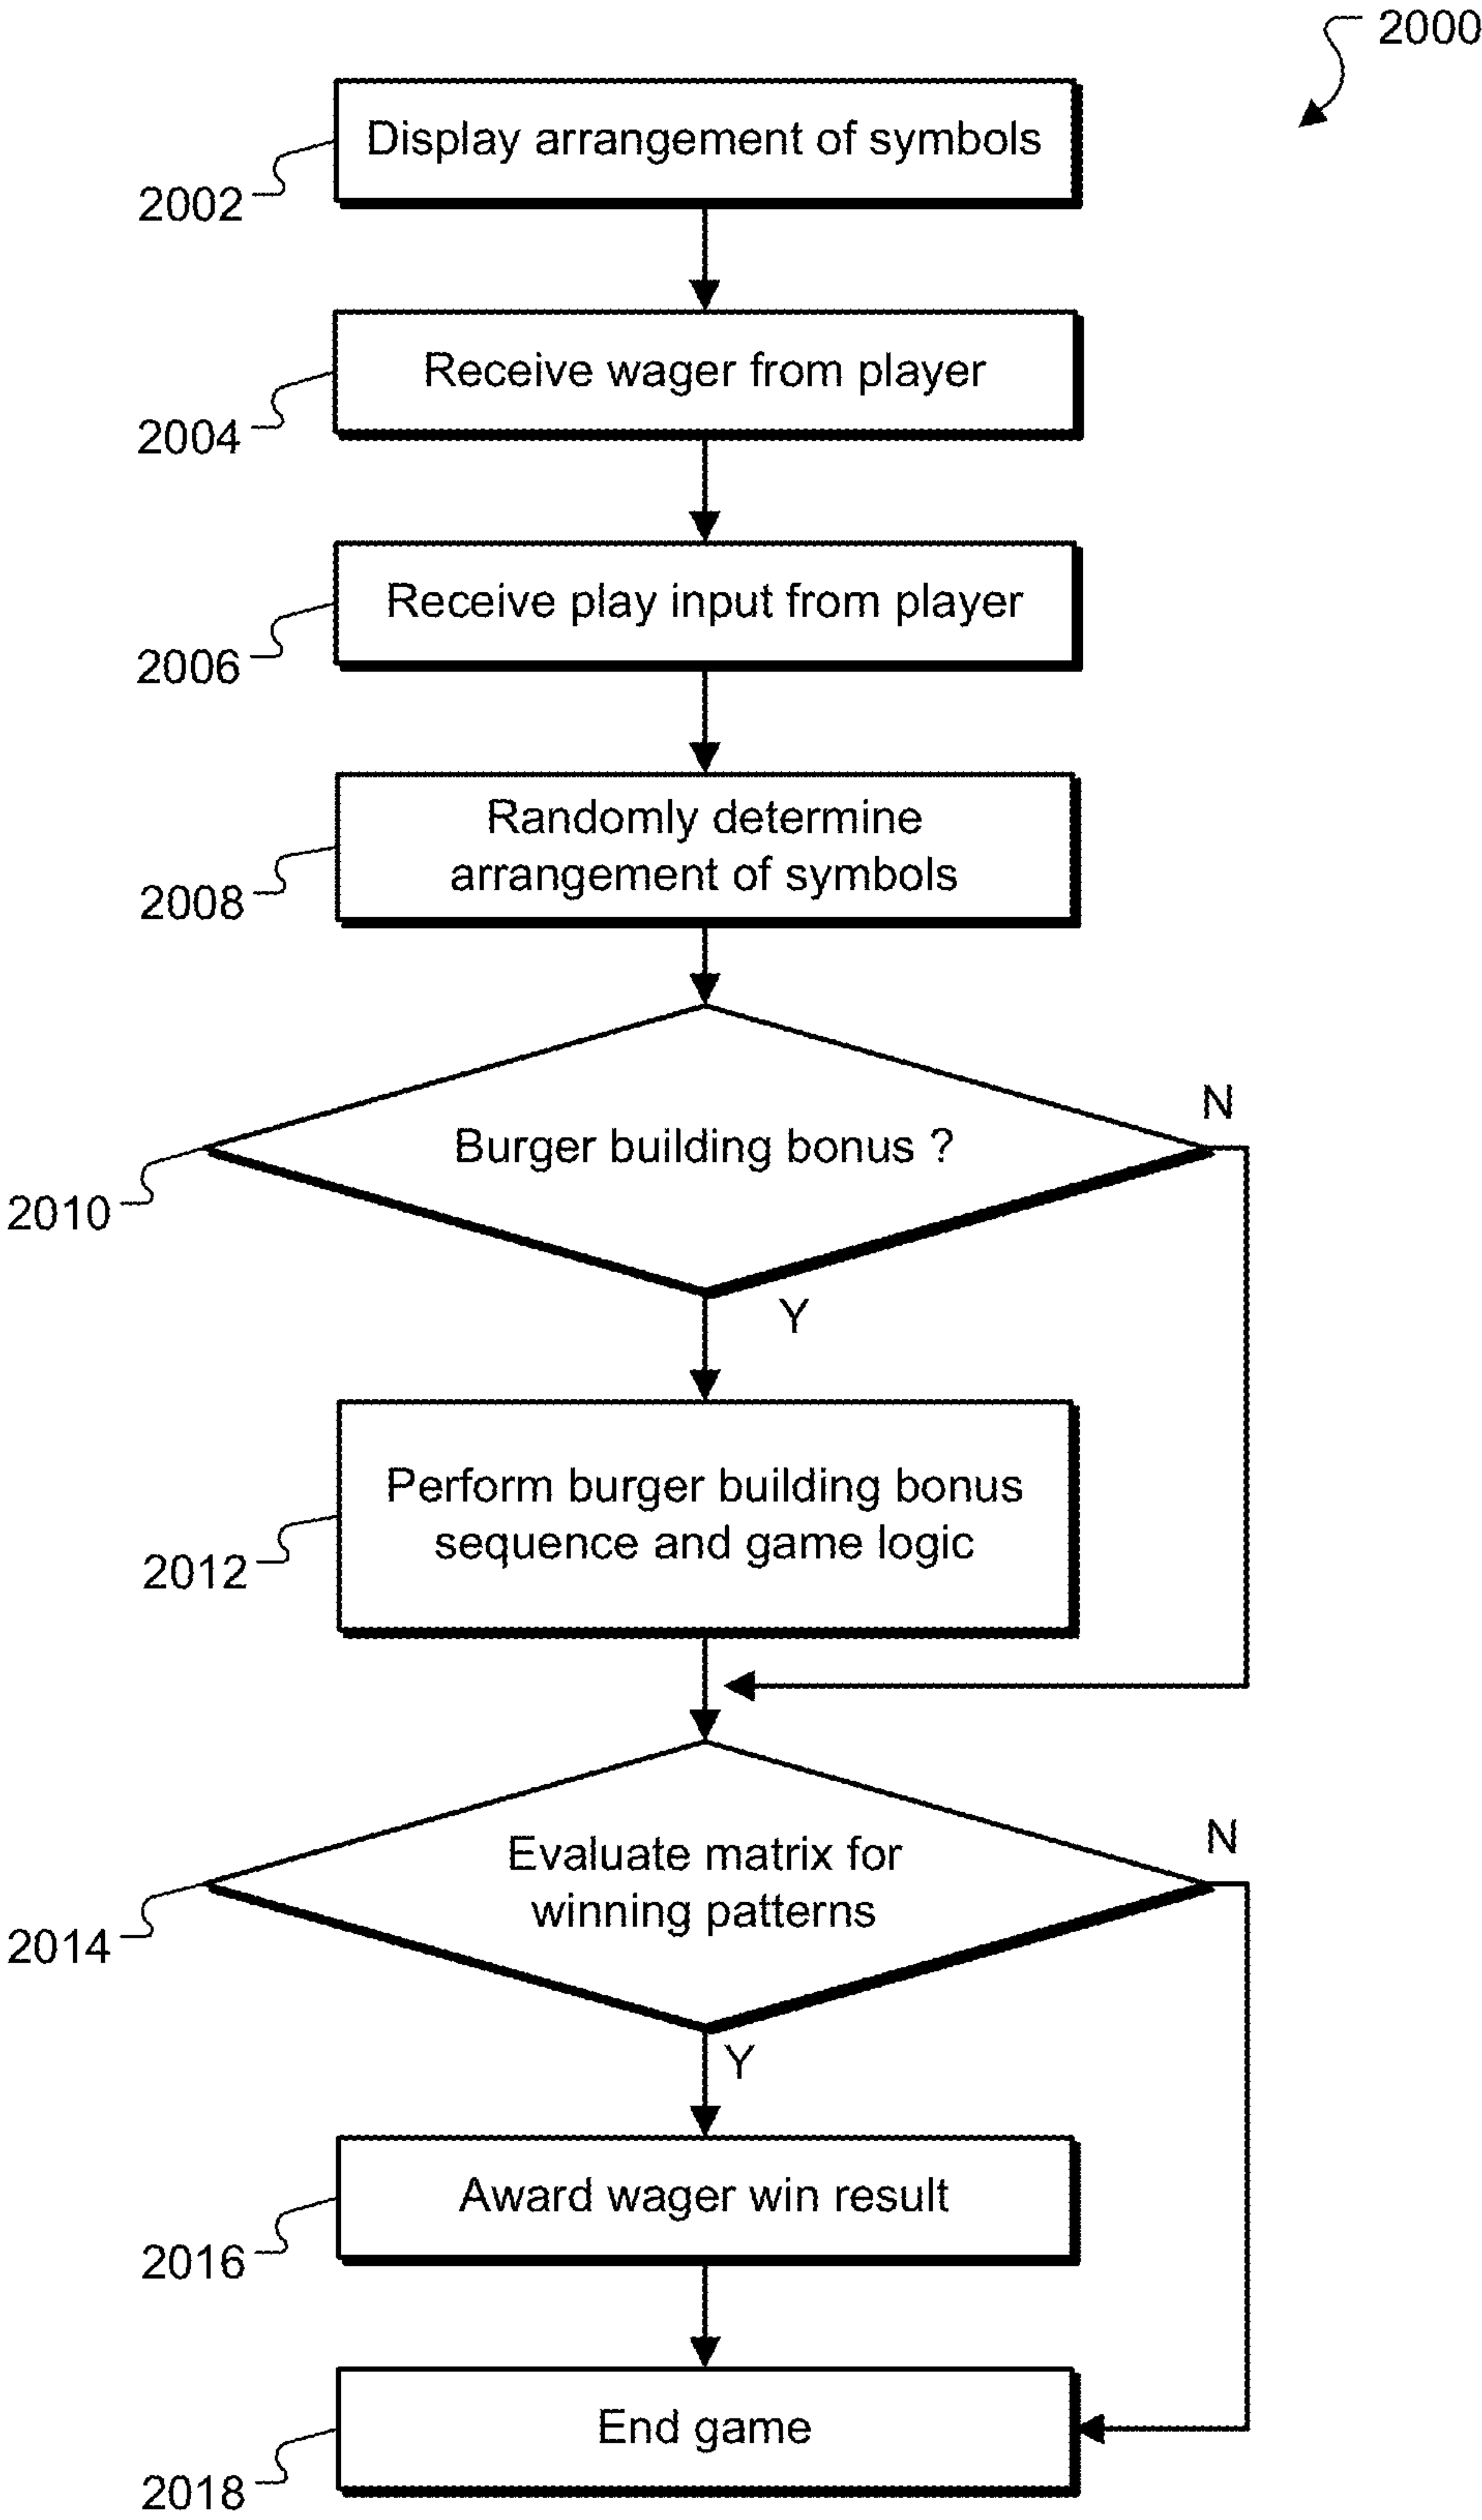 2000
Display arrangement of symbols
2002
Receive wager from player
2004
Receive play input from player
2006
Randomly determine
arrangement of symbols
2008
Burger building bonus ?
N
2010
Y
Perform burger building bonus
sequence and game logic
2012
Evaluate matrix for
winning patterns
N
2014
Y
Award wager win result
2016
End game
2018